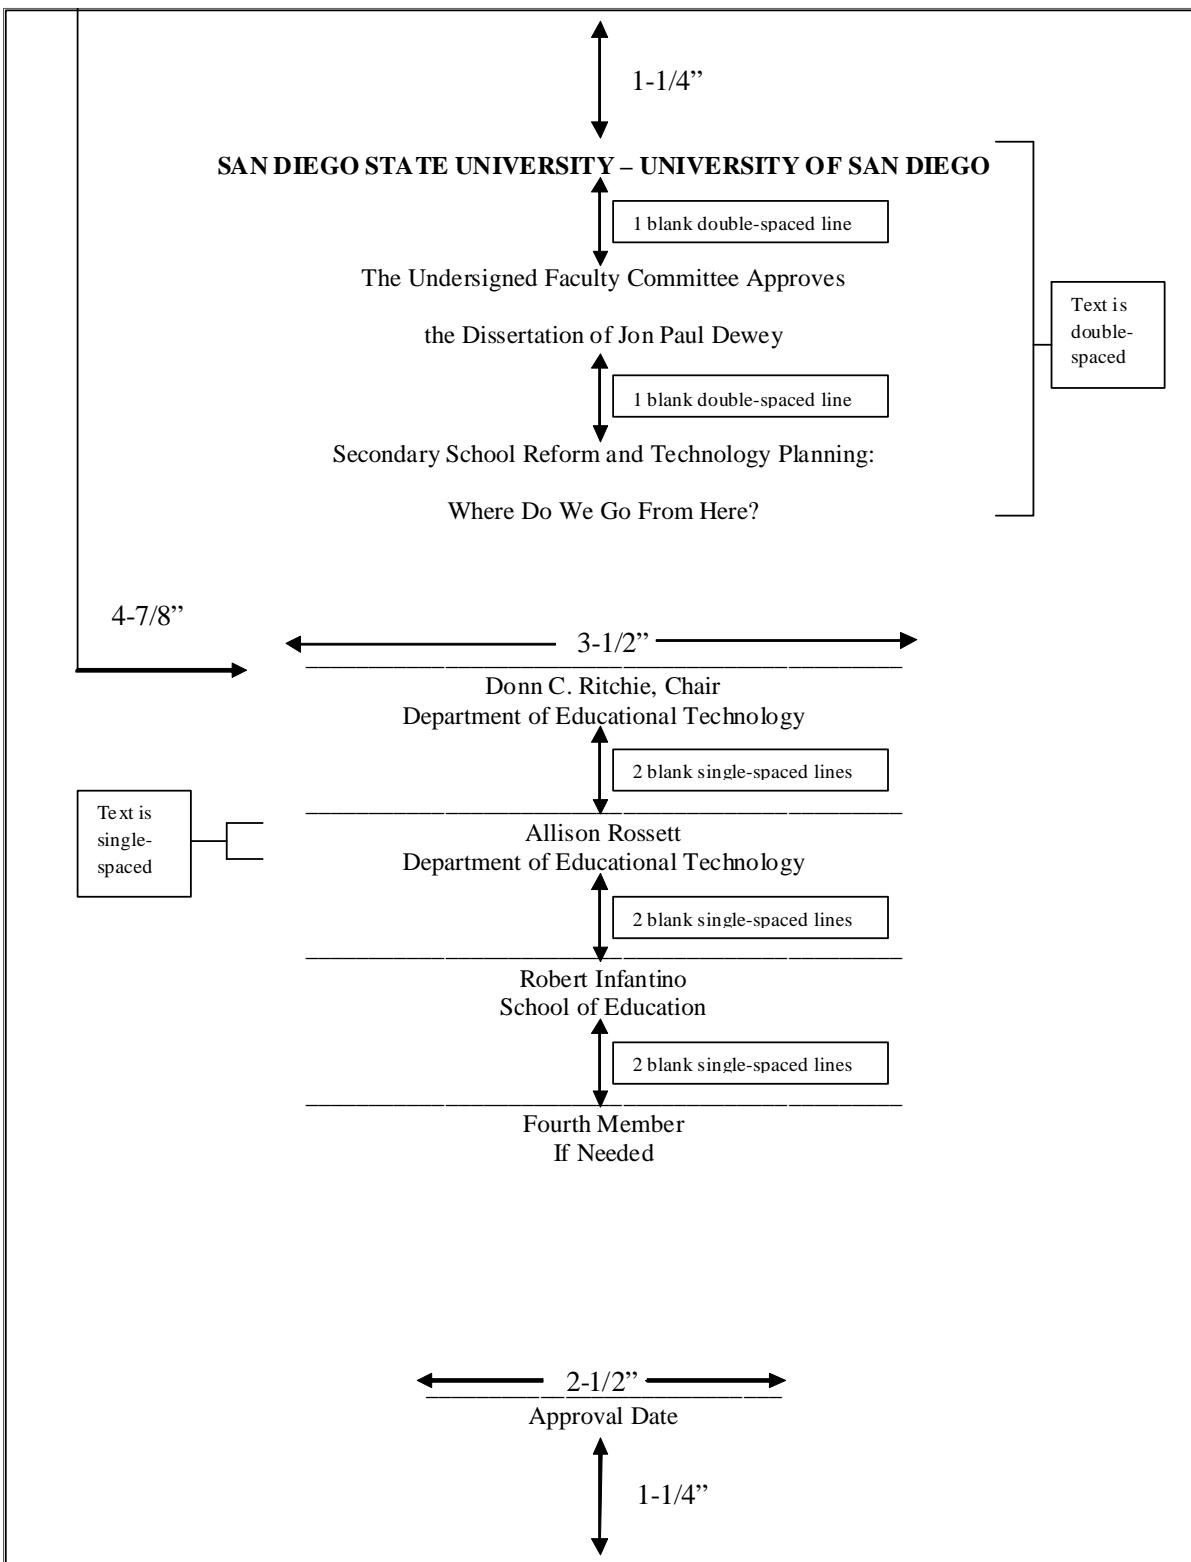 1-1/4”
SAN DIEGO STATE UNIVERSITY – UNIVERSITY OF SAN DIEGO
1 blank double-spaced line
The Undersigned Faculty Committee Approves
the Dissertation of Jon Paul Dewey
1 blank double-spaced line
Secondary School Reform and Technology Planning:
Where Do We Go From Here?
Text is
double-
spaced
4-7/8”
3-1/2”
Donn C. Ritchie, Chair
Department of Educational Technology
2 blank single-spaced lines
Text is
single-
spaced
Allison Rossett
Department of Educational Technology
2 blank single-spaced lines
Robert Infantino
School of Education
2 blank single-spaced lines
Fourth Member
If Needed
2-1/2”
Approval Date
1-1/4”